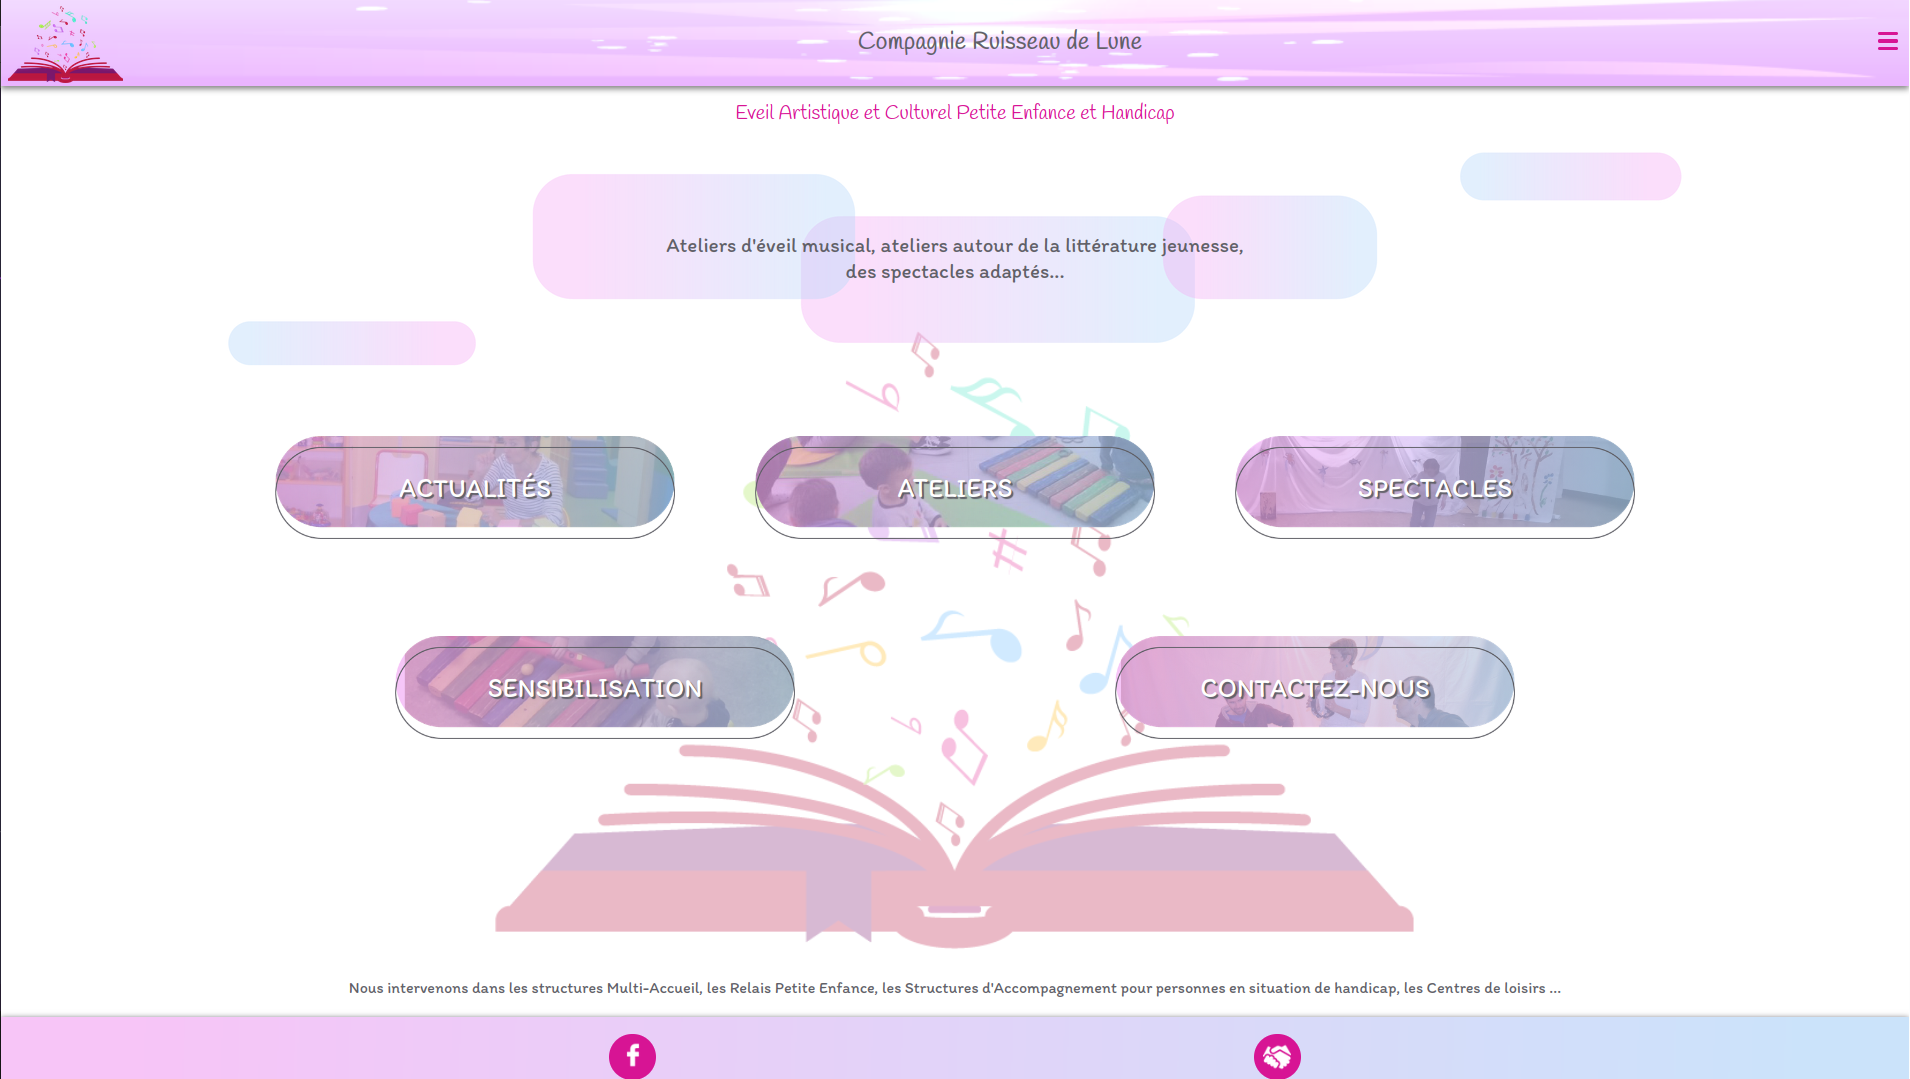 Compagnie Ruisseau de Lune
Eveil Artistique et Culturel Petite Enfance et Handicap
Ateliers d'éveil musical, ateliers autour de la littérature jeunesse,
des spectacles adaptés...
ACTUALITÉS
ATELIERS
SPECTACLES
SENSIBILISATION
CONTACTEZ-NOUS
Nous intervenons dans les structures Multi-Accueil, les Relais Petite Enfance, les Structures d'Accompagnement pour personnes en situation de handicap, les Centres de loisirs ...